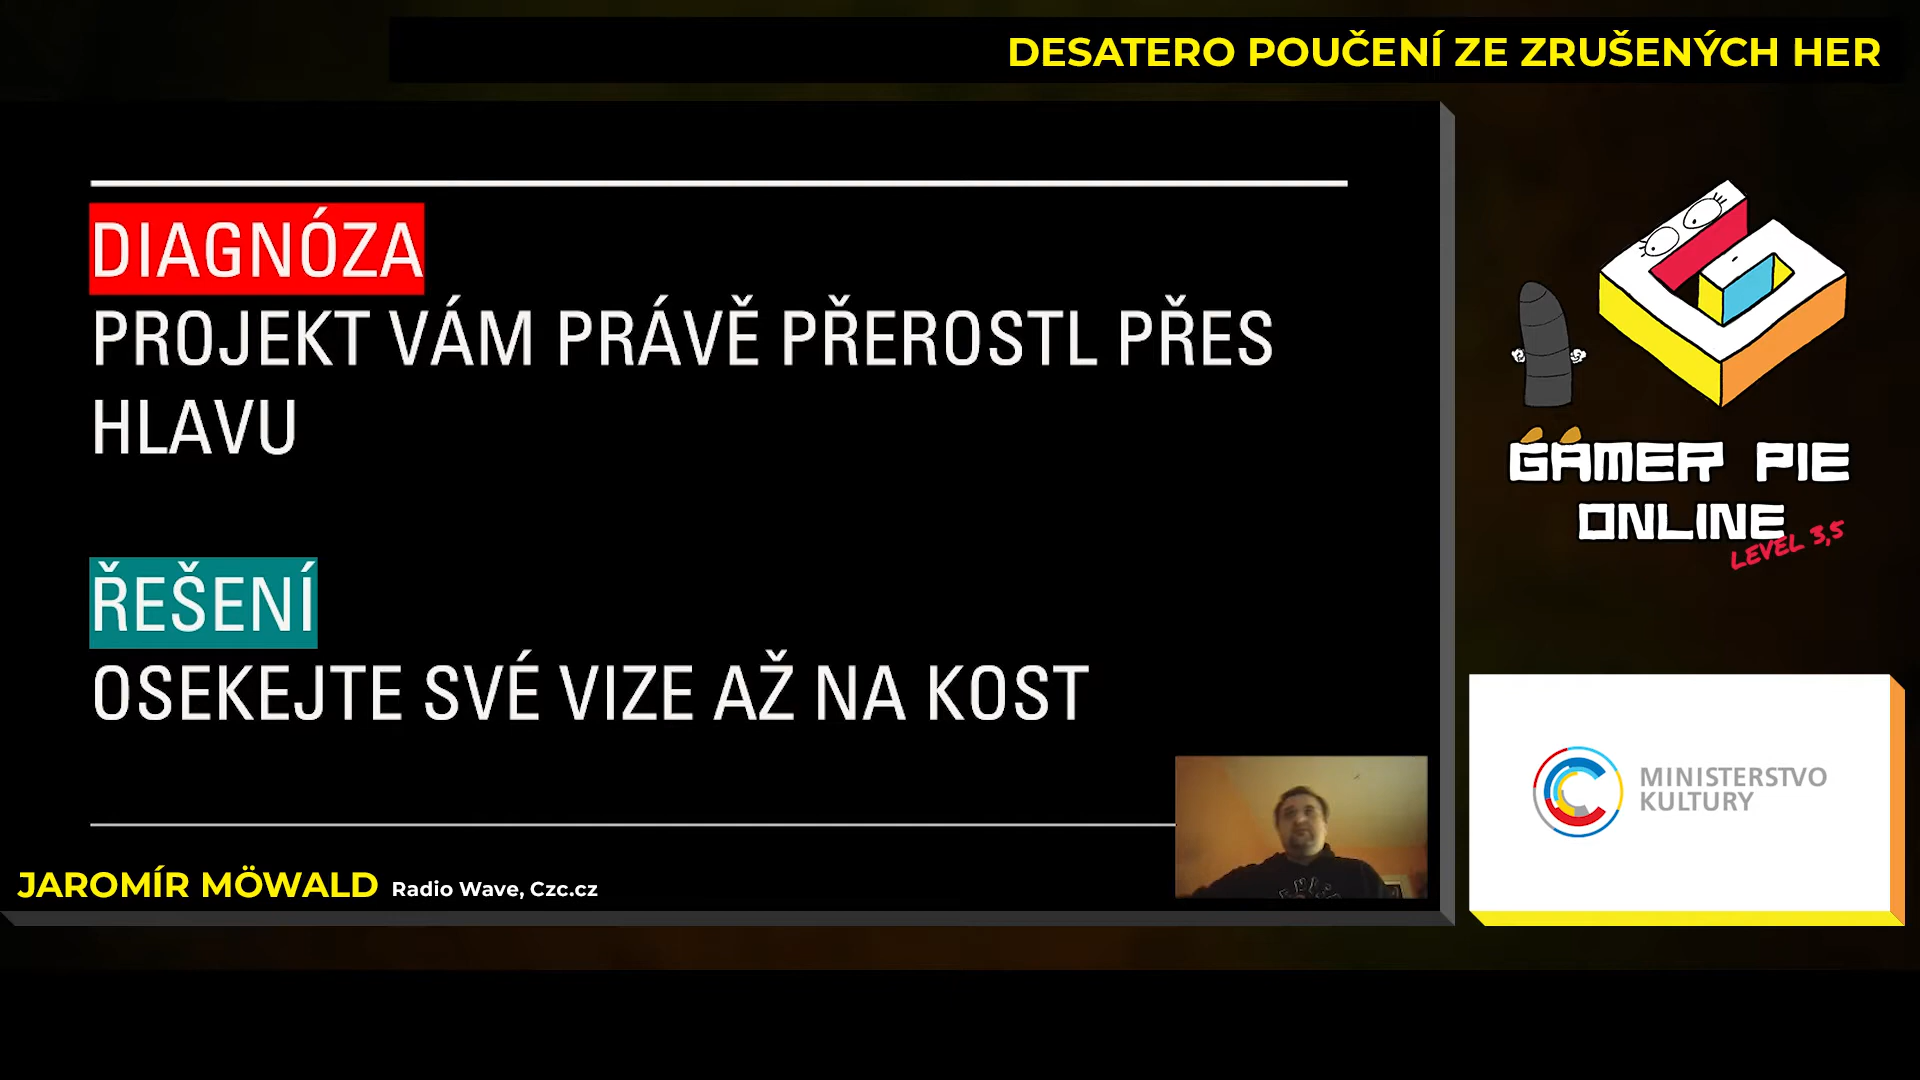 DESATERO POUČENÍ ZE ZRUŠENÝCH HER
DIAGNÓZA
PROJEKT VÁM PRÁVĚ PŘEROSTL PŘES
HLAVU
ŘEŠENÍ
OSEKEJTE SVÉ VIZE AŽ NA KOST
JAROMÍR MÖWALD Radio Wave, Czc.cz
GAMER PIE
ONLINE
LEVEL 3,5
MINISTERSTVO
KULTURY